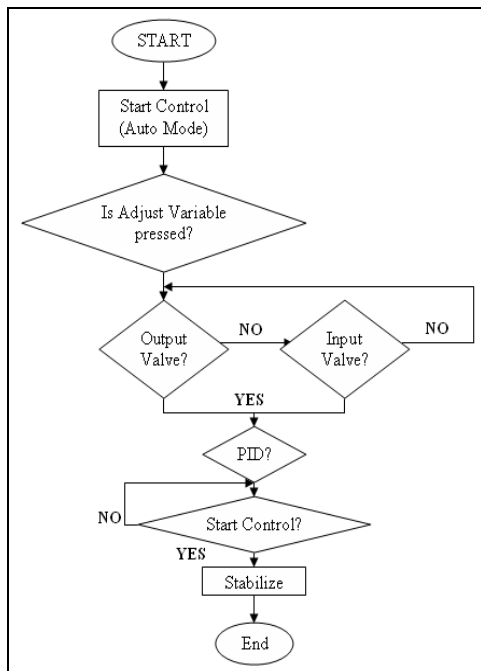 START
Start Control
(Auto Mode)
Is Adjust Variable
pressed?
Output
Valve?
NO
Input
Valve?
NO
YES
PID?
NO
Start Control?
YES
Stabilize
End